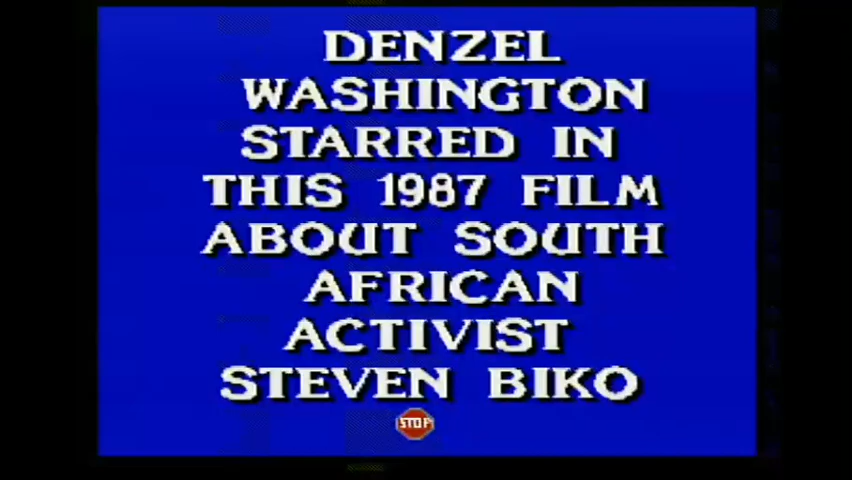 DENZEL
WASHINGTON
STARRED IN
THIS 1987 FILM
ABOUT SOUTH
AFRICAN
ACTIVIST
STEVEN BIKO
STOP